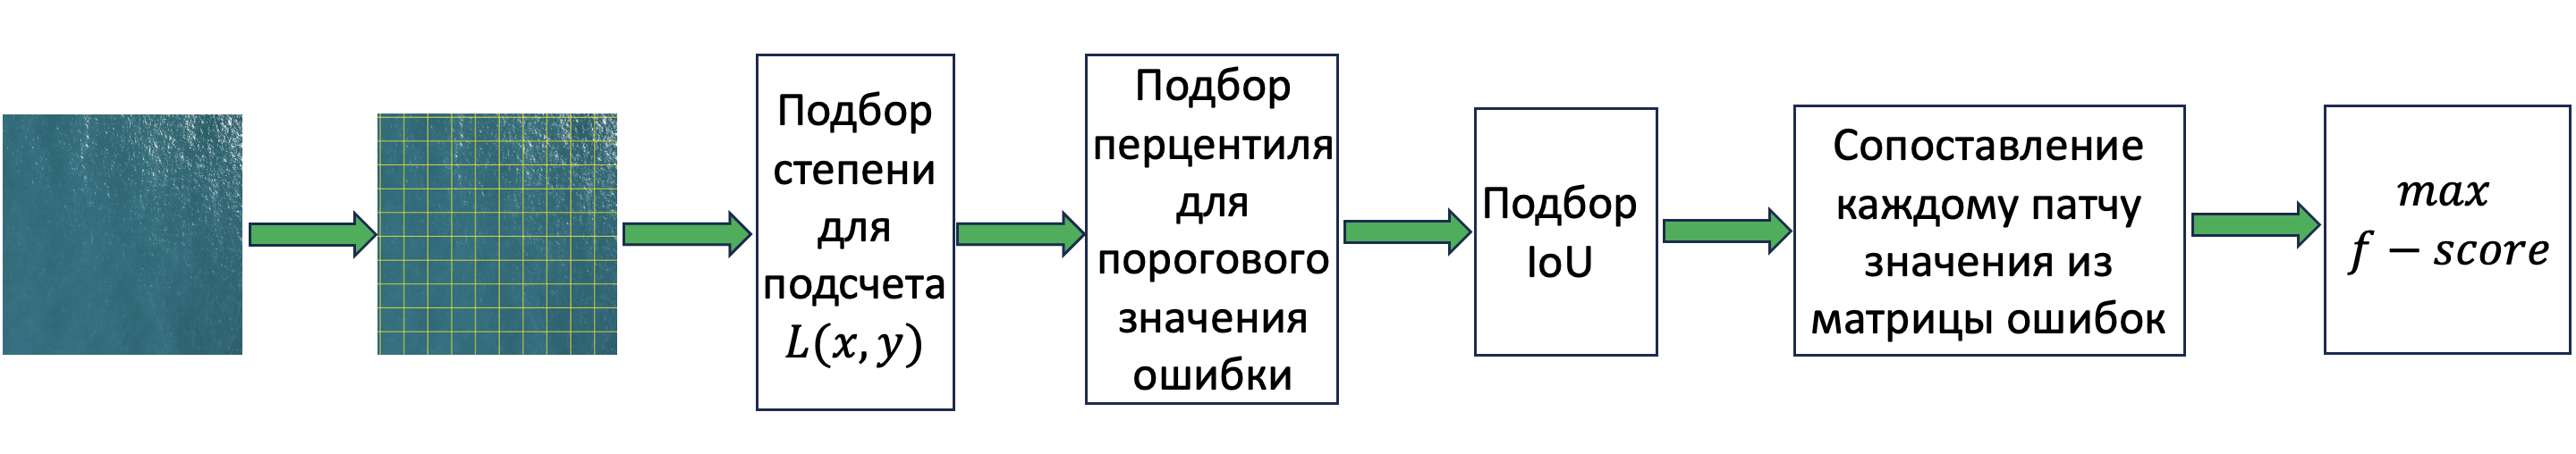 Подбор
степени
для
подсчета
L(x, y)
Подбор
перцентиля
для
порогового
значения
ошибки
Подбор
IoU
Сопоставление
каждому патчу
значения из
матрицы ошибок
max
f − score